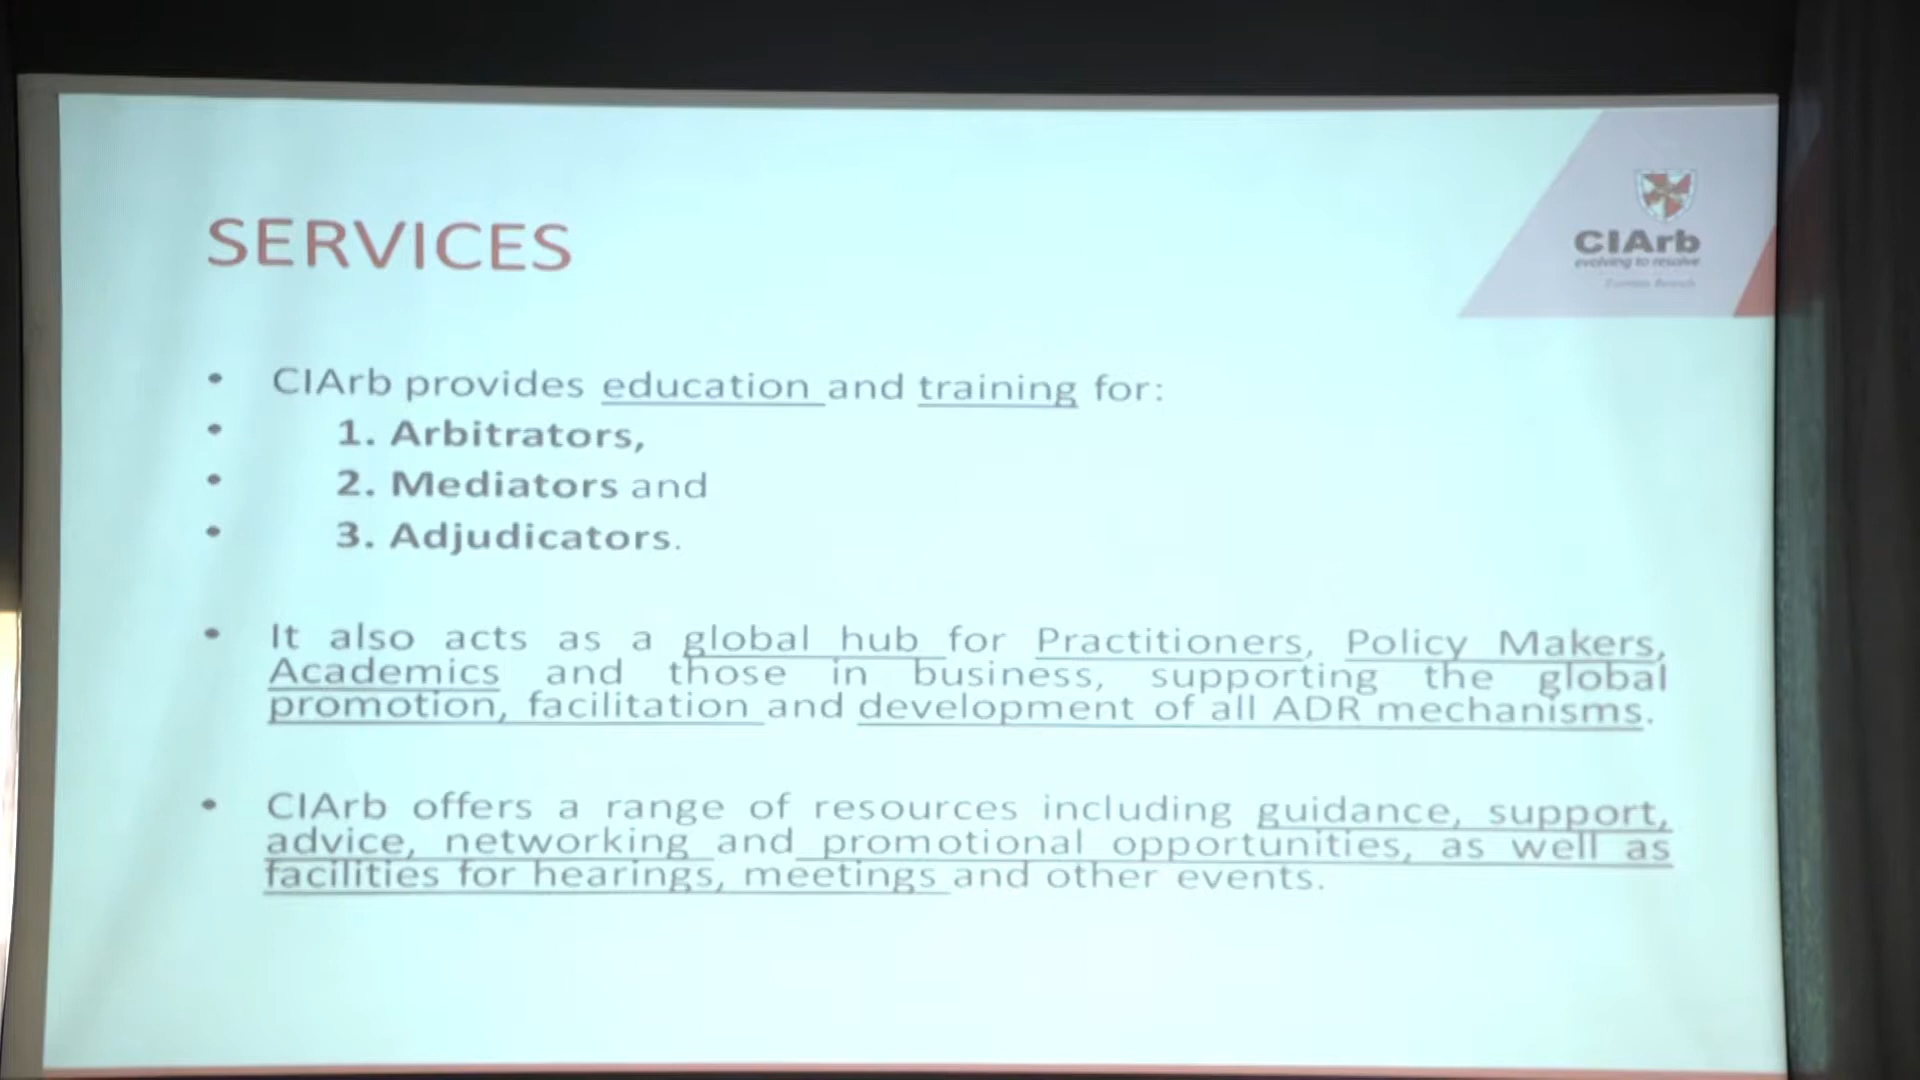 SERVICES
CIArb
evolving to resolve
• CIArb provides education and training for:
• 1. Arbitrators,
• 2. Mediators and
• 3. Adjudicators.
• It also acts as a global hub for Practitioners, Policy Makers,
Academics and those in business, supporting the global
promotion, facilitation and development of all ADR mechanisms.
• CIArb offers a range of resources including guidance, support,
advice, networking and promotional opportunities, as well as
facilities for hearings, meetings and other events.